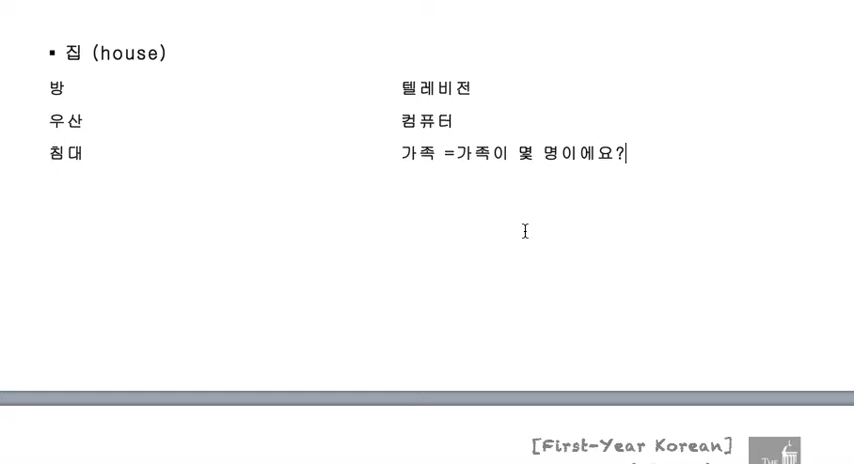 ▪ 집 (house)
방 텔레비전
우산 컴퓨터
침대 가족 =가족이 몇 명이에요?
[First-Year Korean]
THE